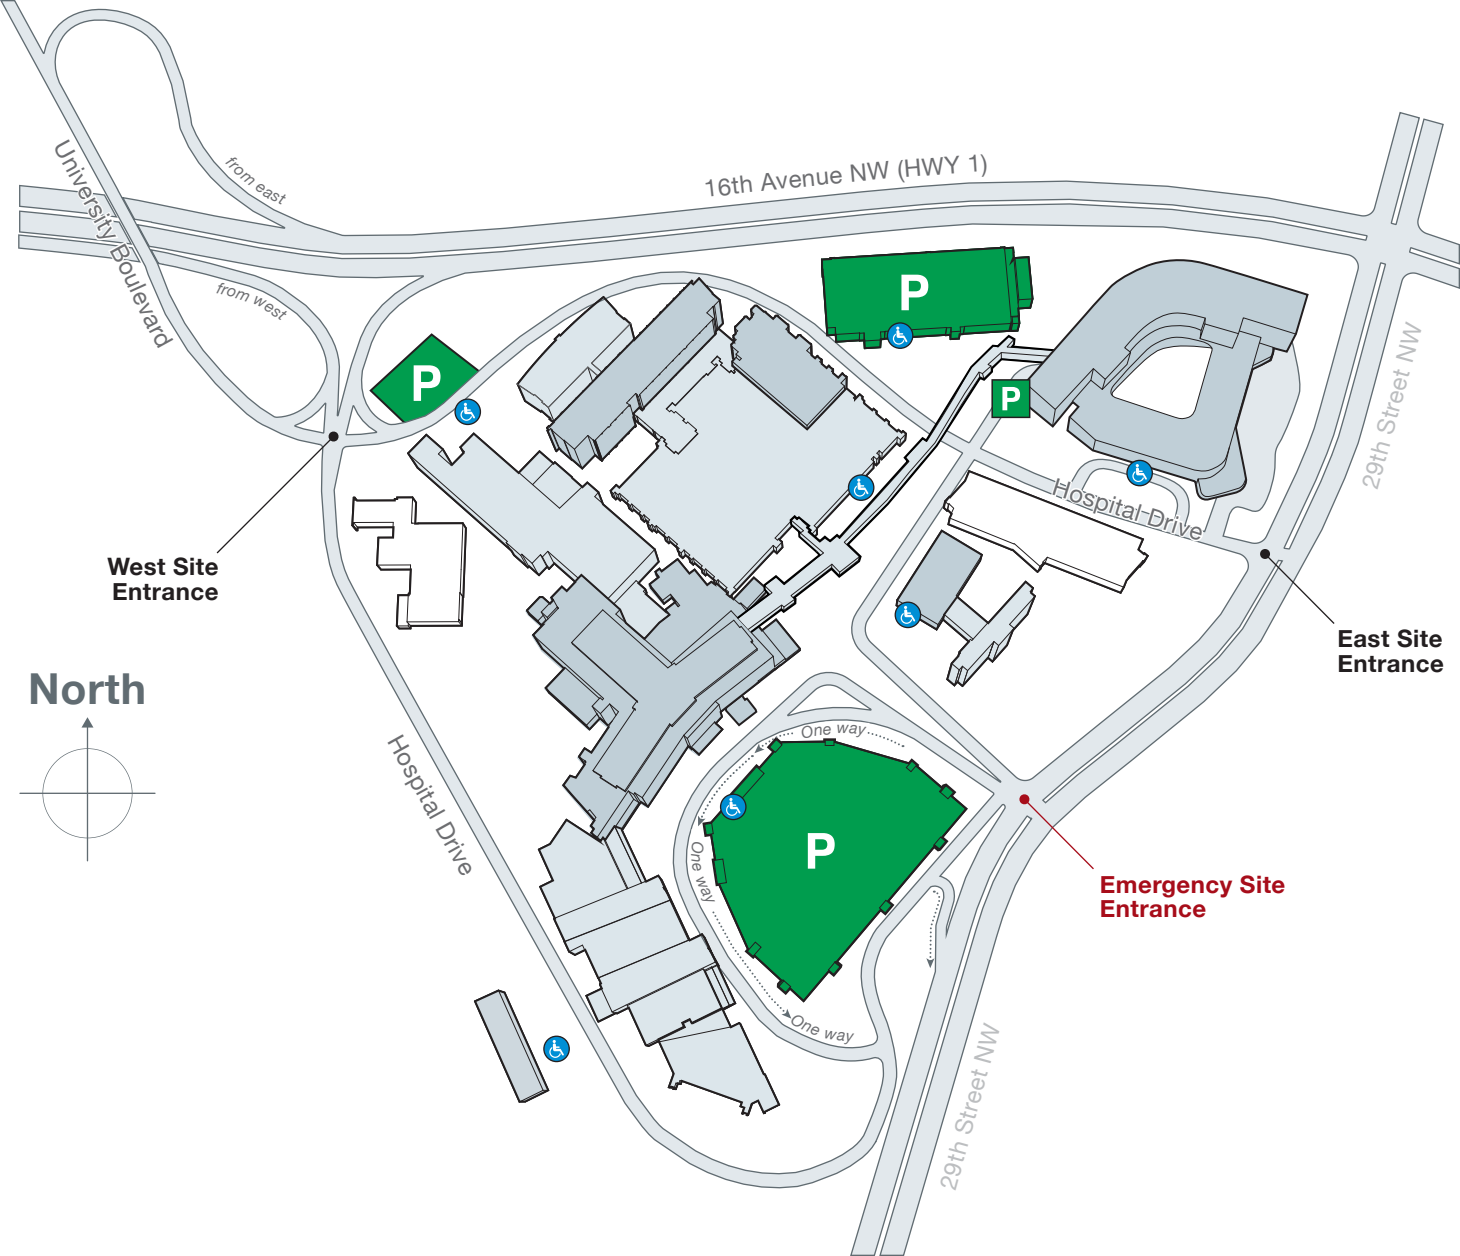 from east
16th Avenue NW (HWY 1)
University Boulevard
from west
P
P
P
29th Street NW
Hospital Drive
West Site
Entrance
East Site
Entrance
North
One way
Hospital Drive
P
One way
Emergency Site
Entrance
One way
29th Street NW